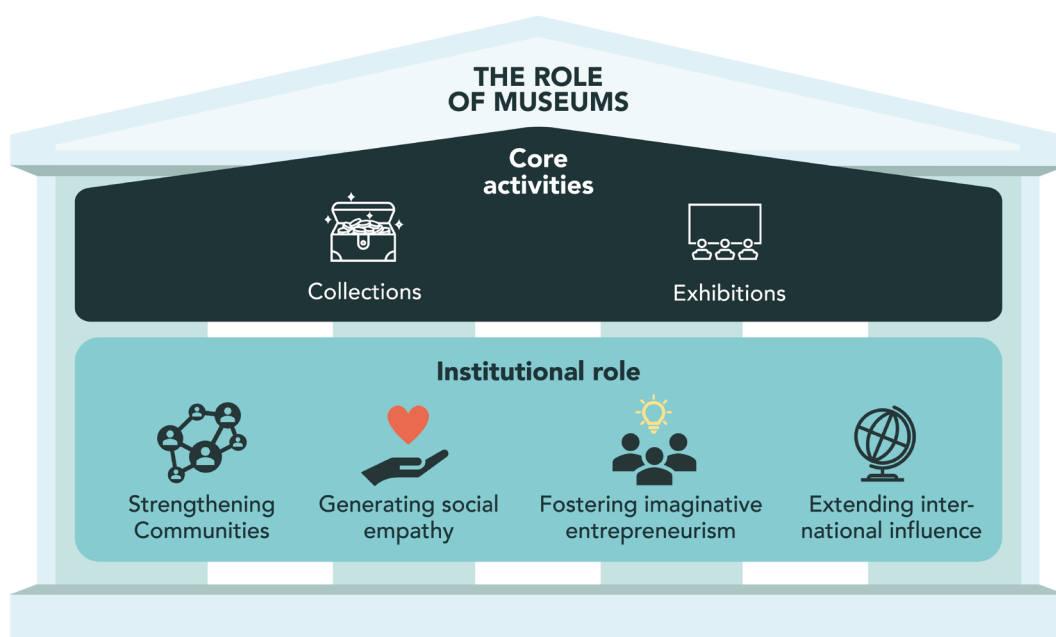 THE ROLE
OF MUSEUMS
Core
activities
Collections
Exhibitions
Institutional role
Strengthening
Communities
Generating social
empathy
Fostering imaginative
entrepreneurism
Extending inter-
national influence